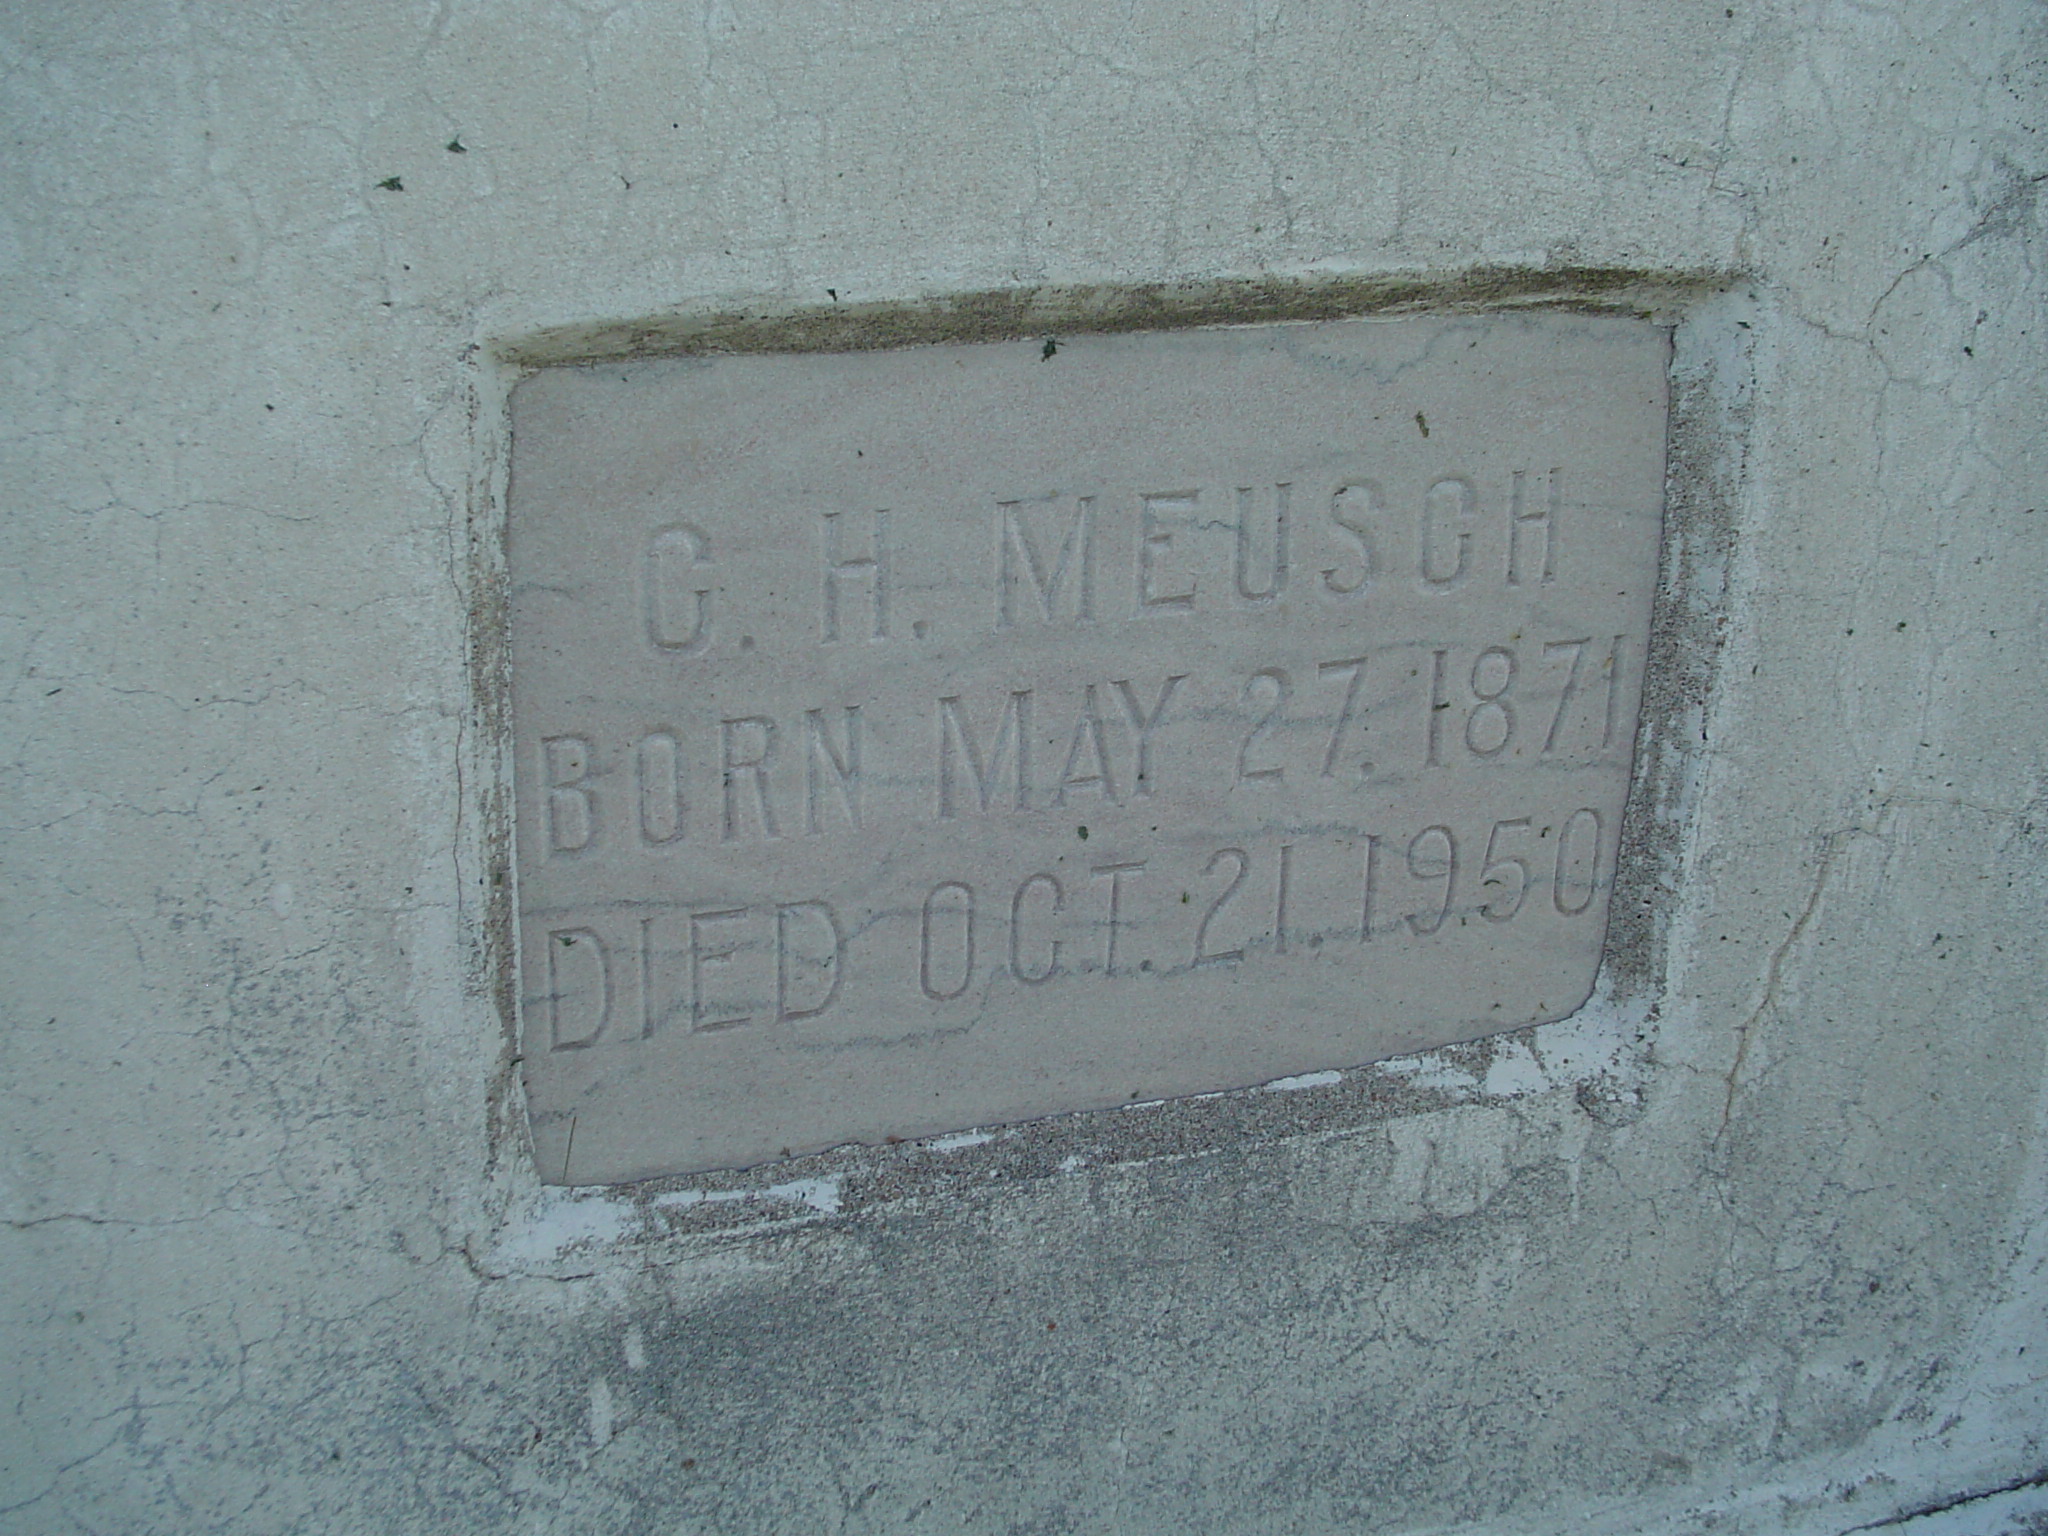 C. H. MEUSCH
BORN MAY 27. 1871
DIED OCT. 21. 1950